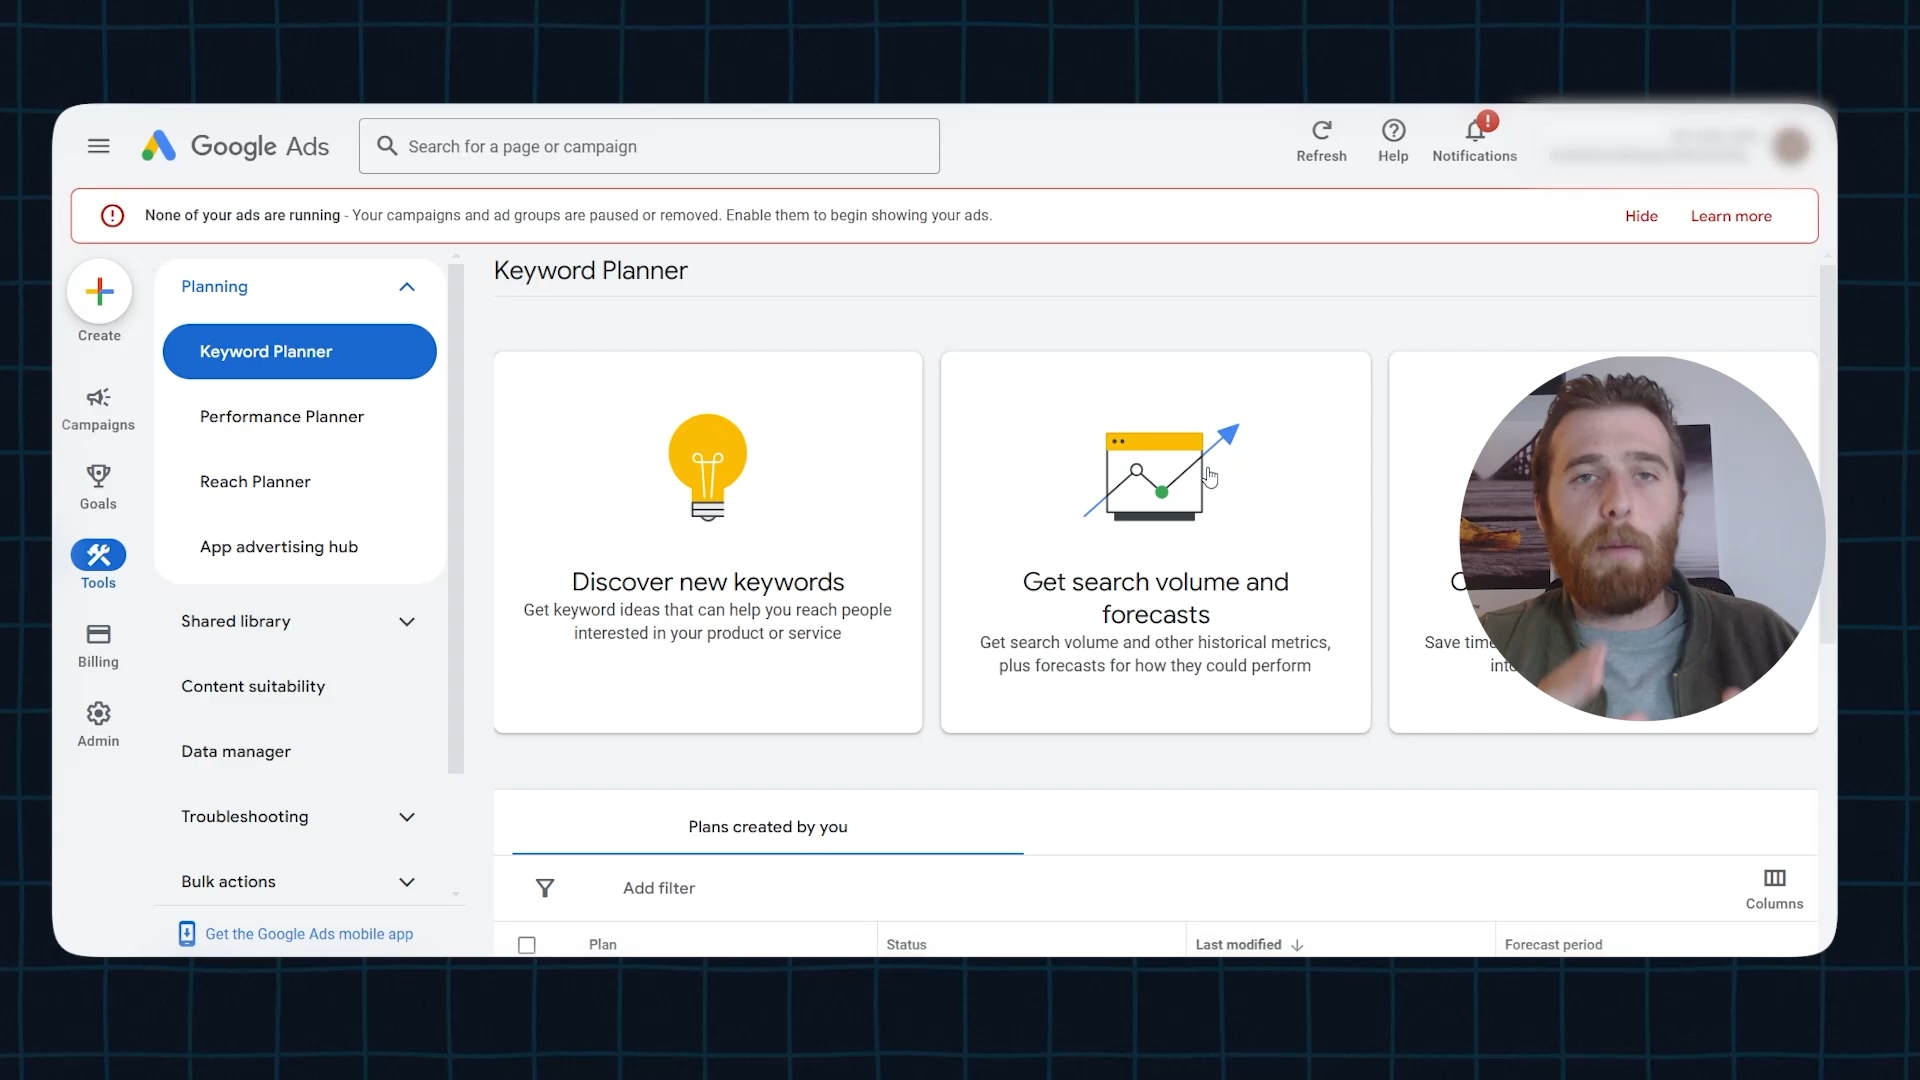 Google Ads
Search for a page or campaign
Refresh
Help
Notifications
None of your ads are running - Your campaigns and ad groups are paused or removed. Enable them to begin showing your ads.
Hide
Learn more
Create
Campaigns
Goals
Tools
Billing
Admin
Planning
Keyword Planner
Performance Planner
Reach Planner
App advertising hub
Shared library
Content suitability
Data manager
Troubleshooting
Bulk actions
Get the Google Ads mobile app
Keyword Planner
Discover new keywords
Get keyword ideas that can help you reach people
interested in your product or service
Get search volume and
forecasts
Get search volume and other historical metrics,
plus forecasts for how they could perform
Save
Plans created by you
Add filter
Columns
Plan
Status
Last modified
Forecast period